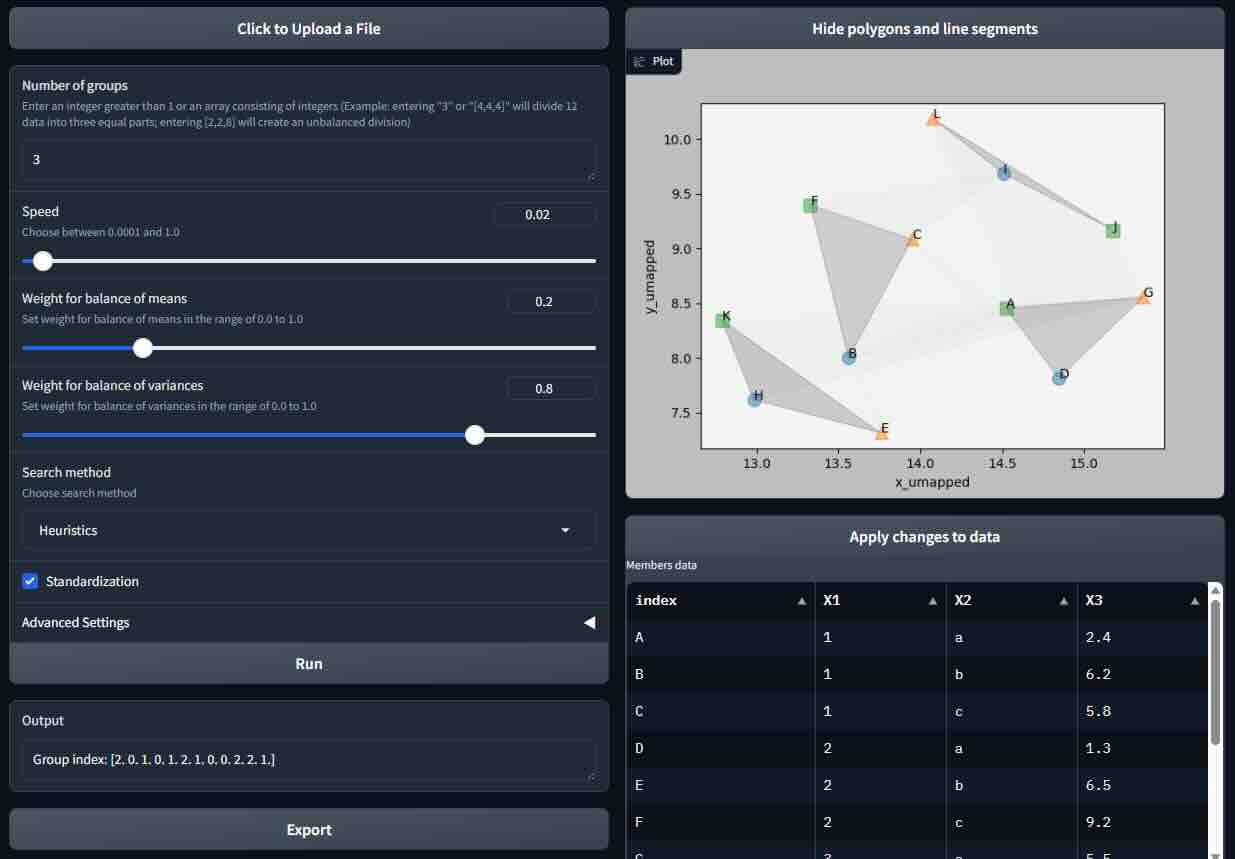 Click to Upload a File
Number of groups
Enter an integer greater than 1 or an array consisting of integers (Example: entering "3" or "[4,4,4]" will divide 12
data into three equal parts; entering [2,2,8] will create an unbalanced division)
3
Speed
0.02
Choose between 0.0001 and 1.0
Weight for balance of means
0.2
Set weight for balance of means in the range of 0.0 to 1.0
Weight for balance of variances
0.8
Set weight for balance of variances in the range of 0.0 to 1.0
Search method
Choose search method
Heuristics
Standardization
Advanced Settings
Run
Output
Group index: [2. 0. 1. 0. 1. 2. 1. 0. 0. 2. 2. 1.]
Export
Hide polygons and line segments
Plot
L
10.0
I
9.5
F
J
C
9.0
y_umapped
G
8.5
A
K
B
8.0
D
H
7.5
E
13.0 13.5 14.0 14.5 15.0
x_umapped
Apply changes to data
Members data
index X1 X2 X3
A 1 a 2.4
B 1 b 6.2
C 1 c 5.8
D 2 a 1.3
E 2 b 6.5
F 2 c 9.2